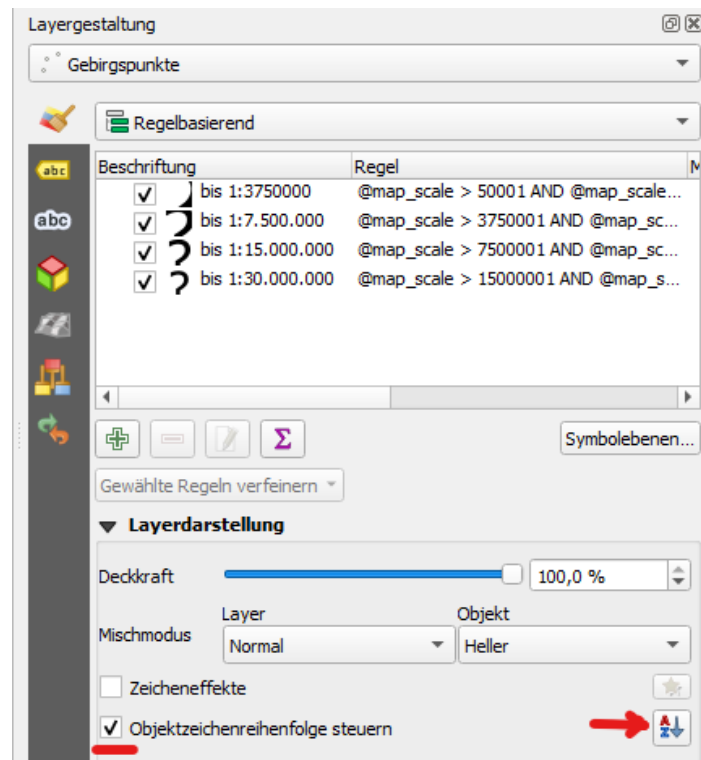 Layergestaltung
Gebirgspunkte
Regelbasierend
abc
abc
Beschriftung Regel M
bis 1:3750000 @map_scale > 50001 AND @map_scale...
bis 1:7.500.000 @map_scale > 3750001 AND @map_sc...
bis 1:15.000.000 @map_scale > 7500001 AND @map_sc...
bis 1:30.000.000 @map_scale > 15000001 AND @map_s...
Σ Symbolebenen...
Gewählte Regeln verfeinern
Layerdarstellung
Deckkraft 100,0 %
Layer Objekt
Mischmodus Normal Heller
Zeicheneffekte
Objektzeichenreihenfolge steuern A Z